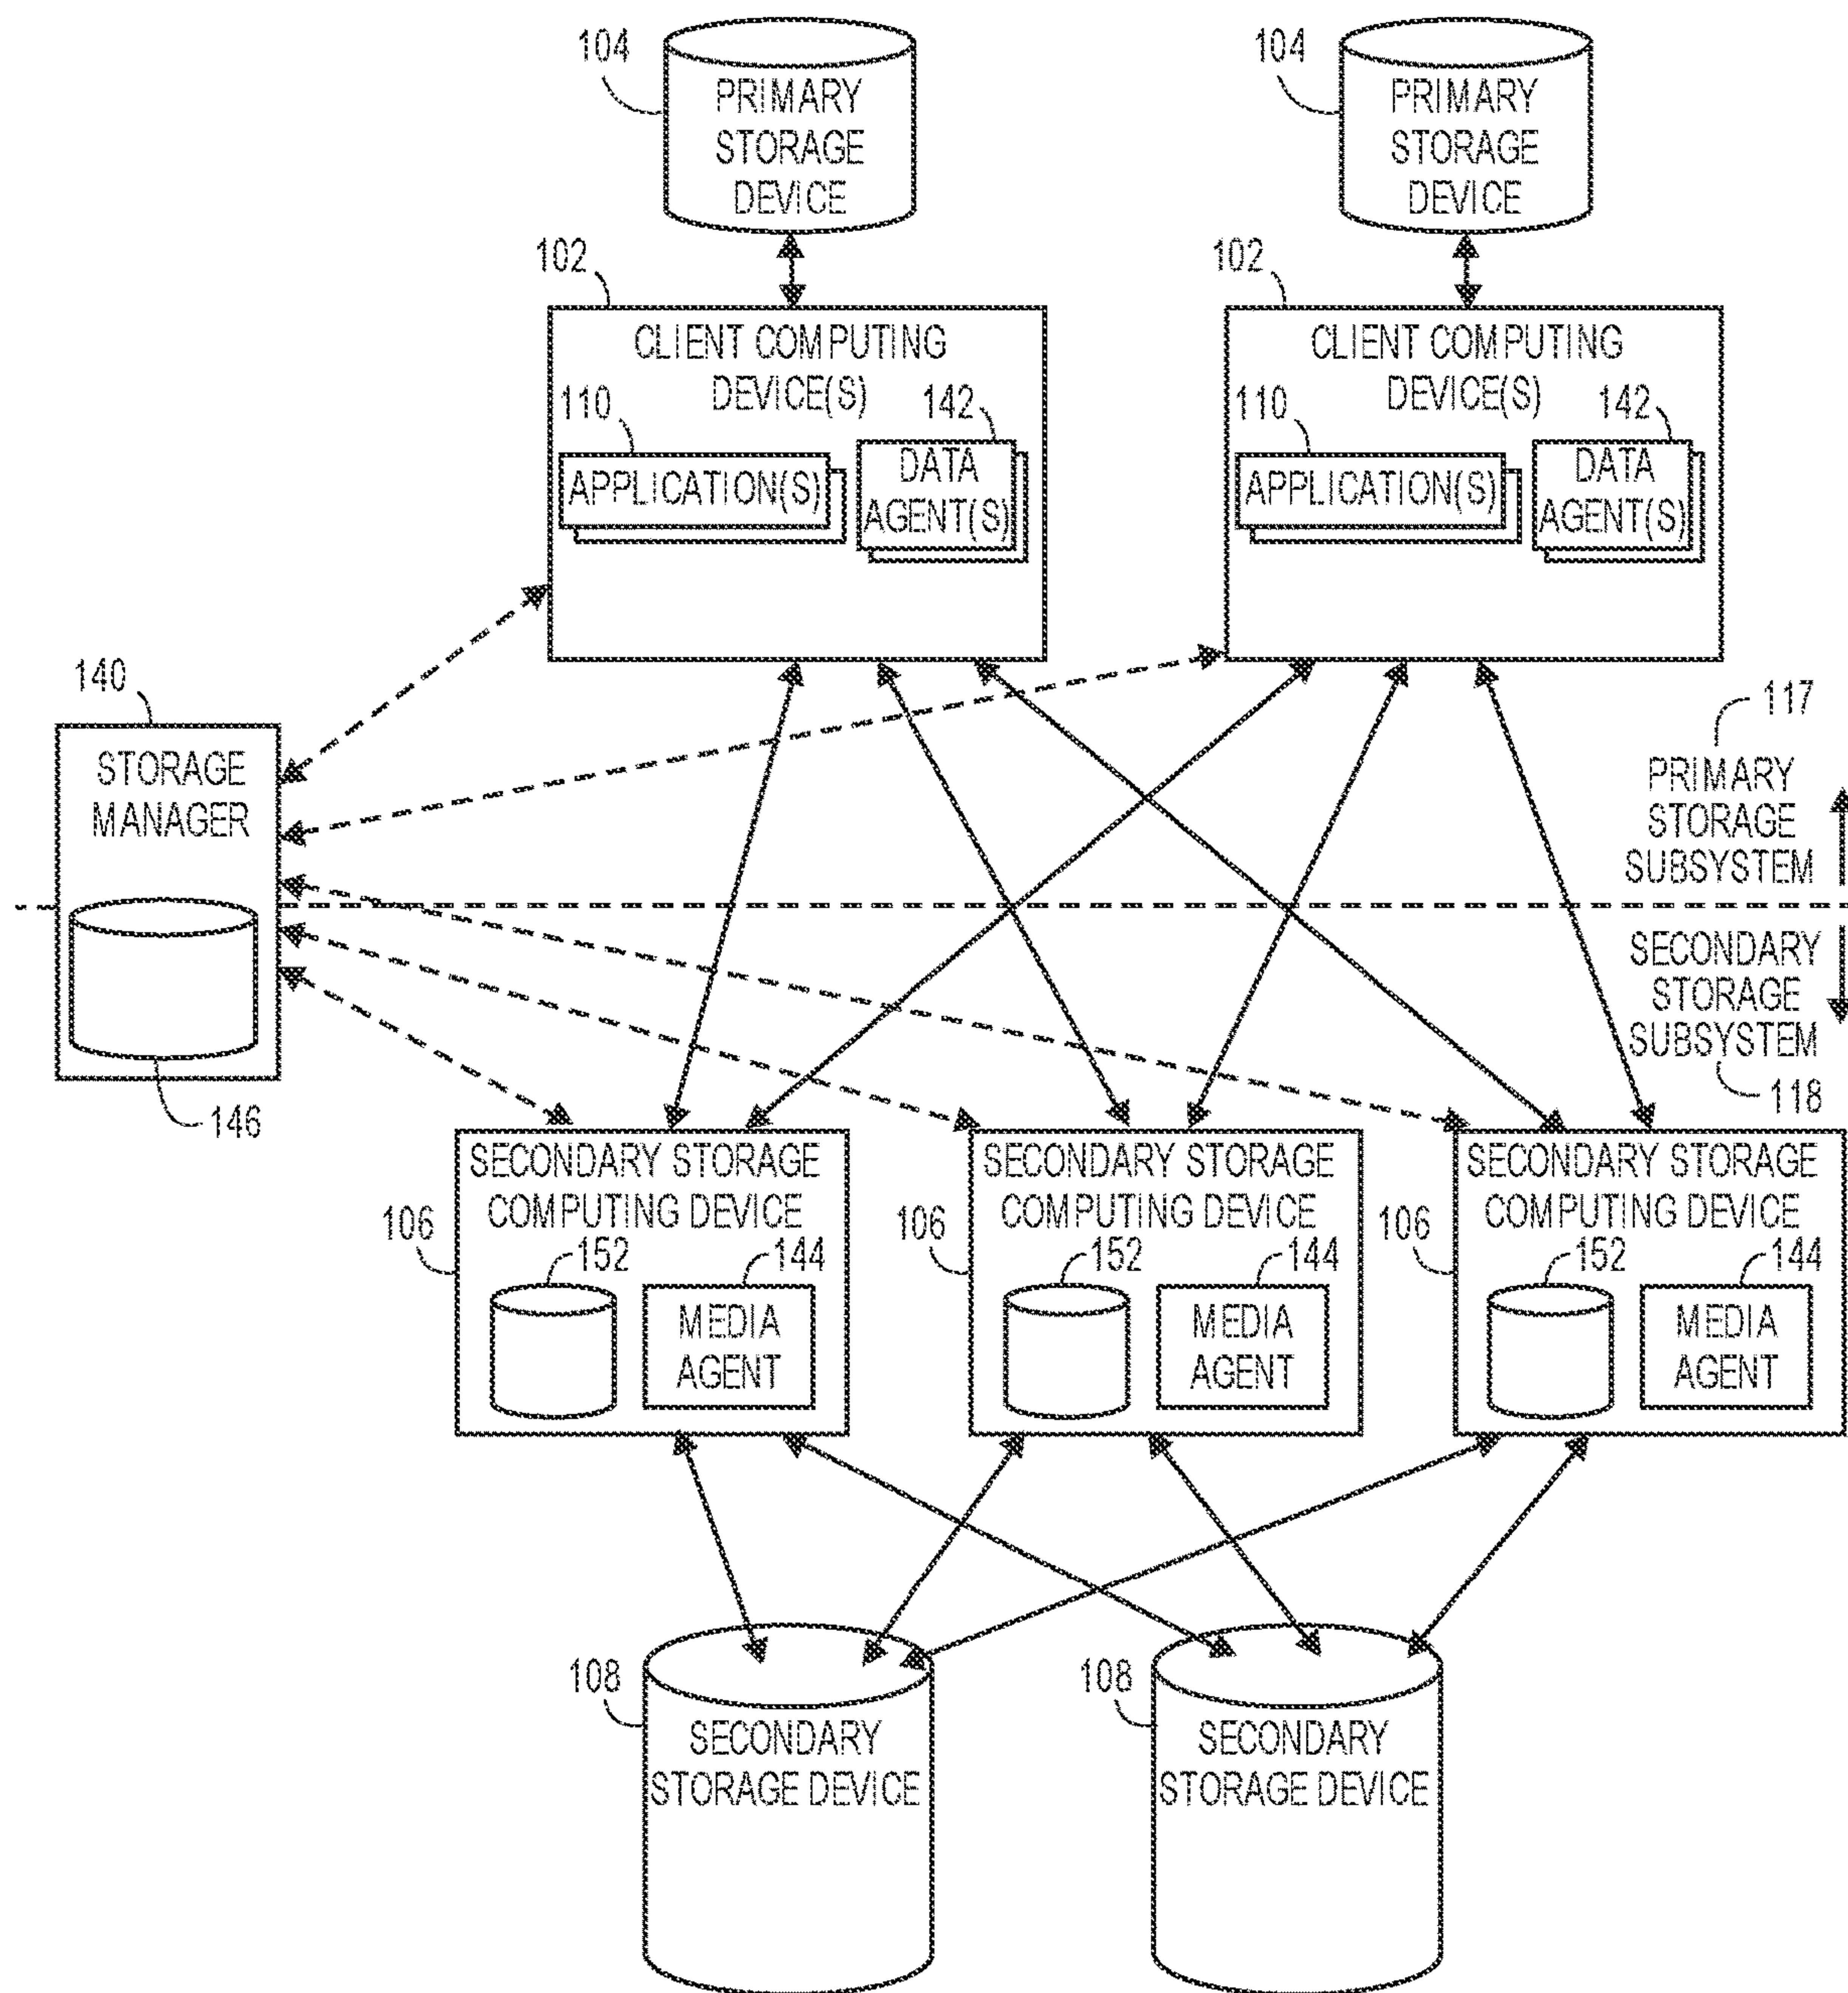 104
PRIMARY
STORAGE
DEVICE
104
PRIMARY
STORAGE
DEVICE
102
CLIENT COMPUTING
DEVICE(S)
110
142
APPLICATION(S)
DATA
AGENT(S)
102
CLIENT COMPUTING
DEVICE(S)
110
142
APPLICATION(S)
DATA
AGENT(S)
140
STORAGE
MANAGER
146
117
PRIMARY
STORAGE
SUBSYSTEM
SECONDARY
STORAGE
SUBSYSTEM
118
SECONDARY STORAGE
COMPUTING DEVICE
106
152
144
MEDIA
AGENT
SECONDARY STORAGE
COMPUTING DEVICE
106
152
144
MEDIA
AGENT
SECONDARY STORAGE
COMPUTING DEVICE
106
152
144
MEDIA
AGENT
108
SECONDARY
STORAGE DEVICE
108
SECONDARY
STORAGE DEVICE